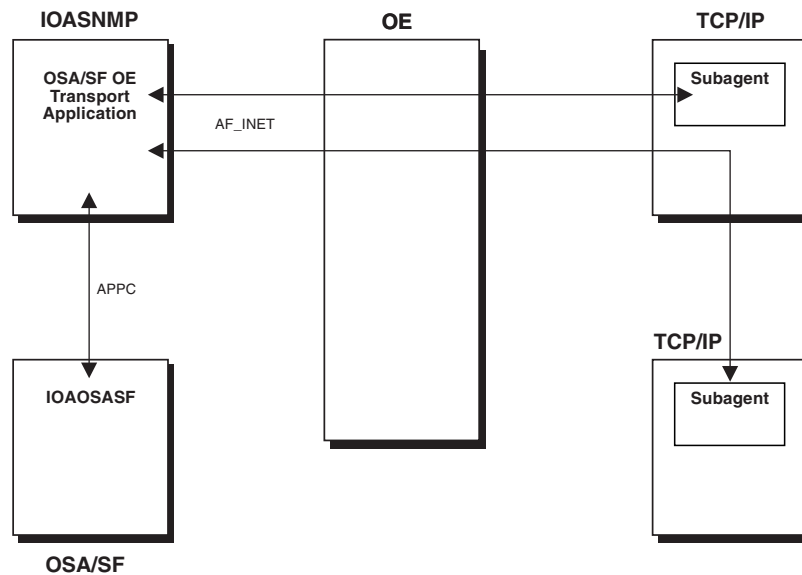 IOASNMP
OE
TCP/IP
OSA/SF OE
Transport
Application
Subagent
AF_INET
APPC
TCP/IP
IOAOSASF
Subagent
OSA/SF